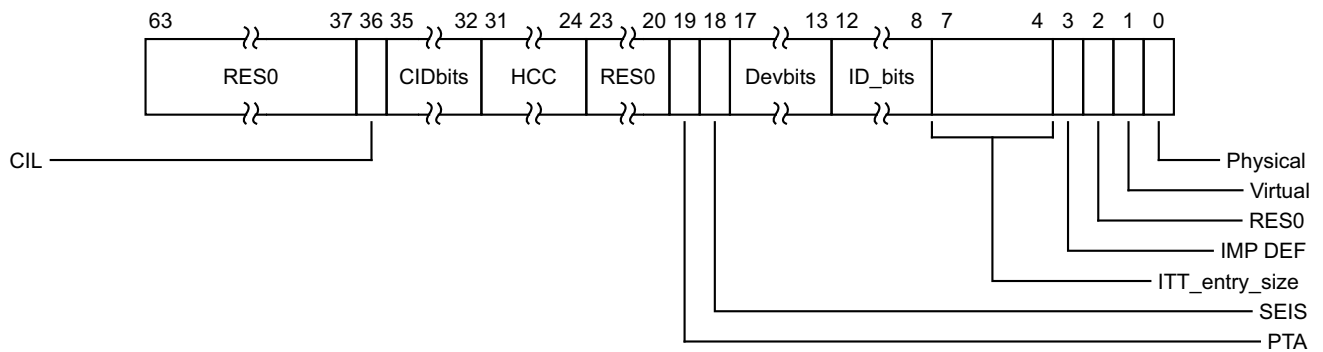 63 37 36 35 32 31 24 23 20 19 18 17 13 12 8 7 4 3 2 1 0
RES0 CIDbits HCC RES0 Devbits ID_bits
CIL Physical
Virtual
RES0
IMP DEF
ITT_entry_size
SEIS
PTA